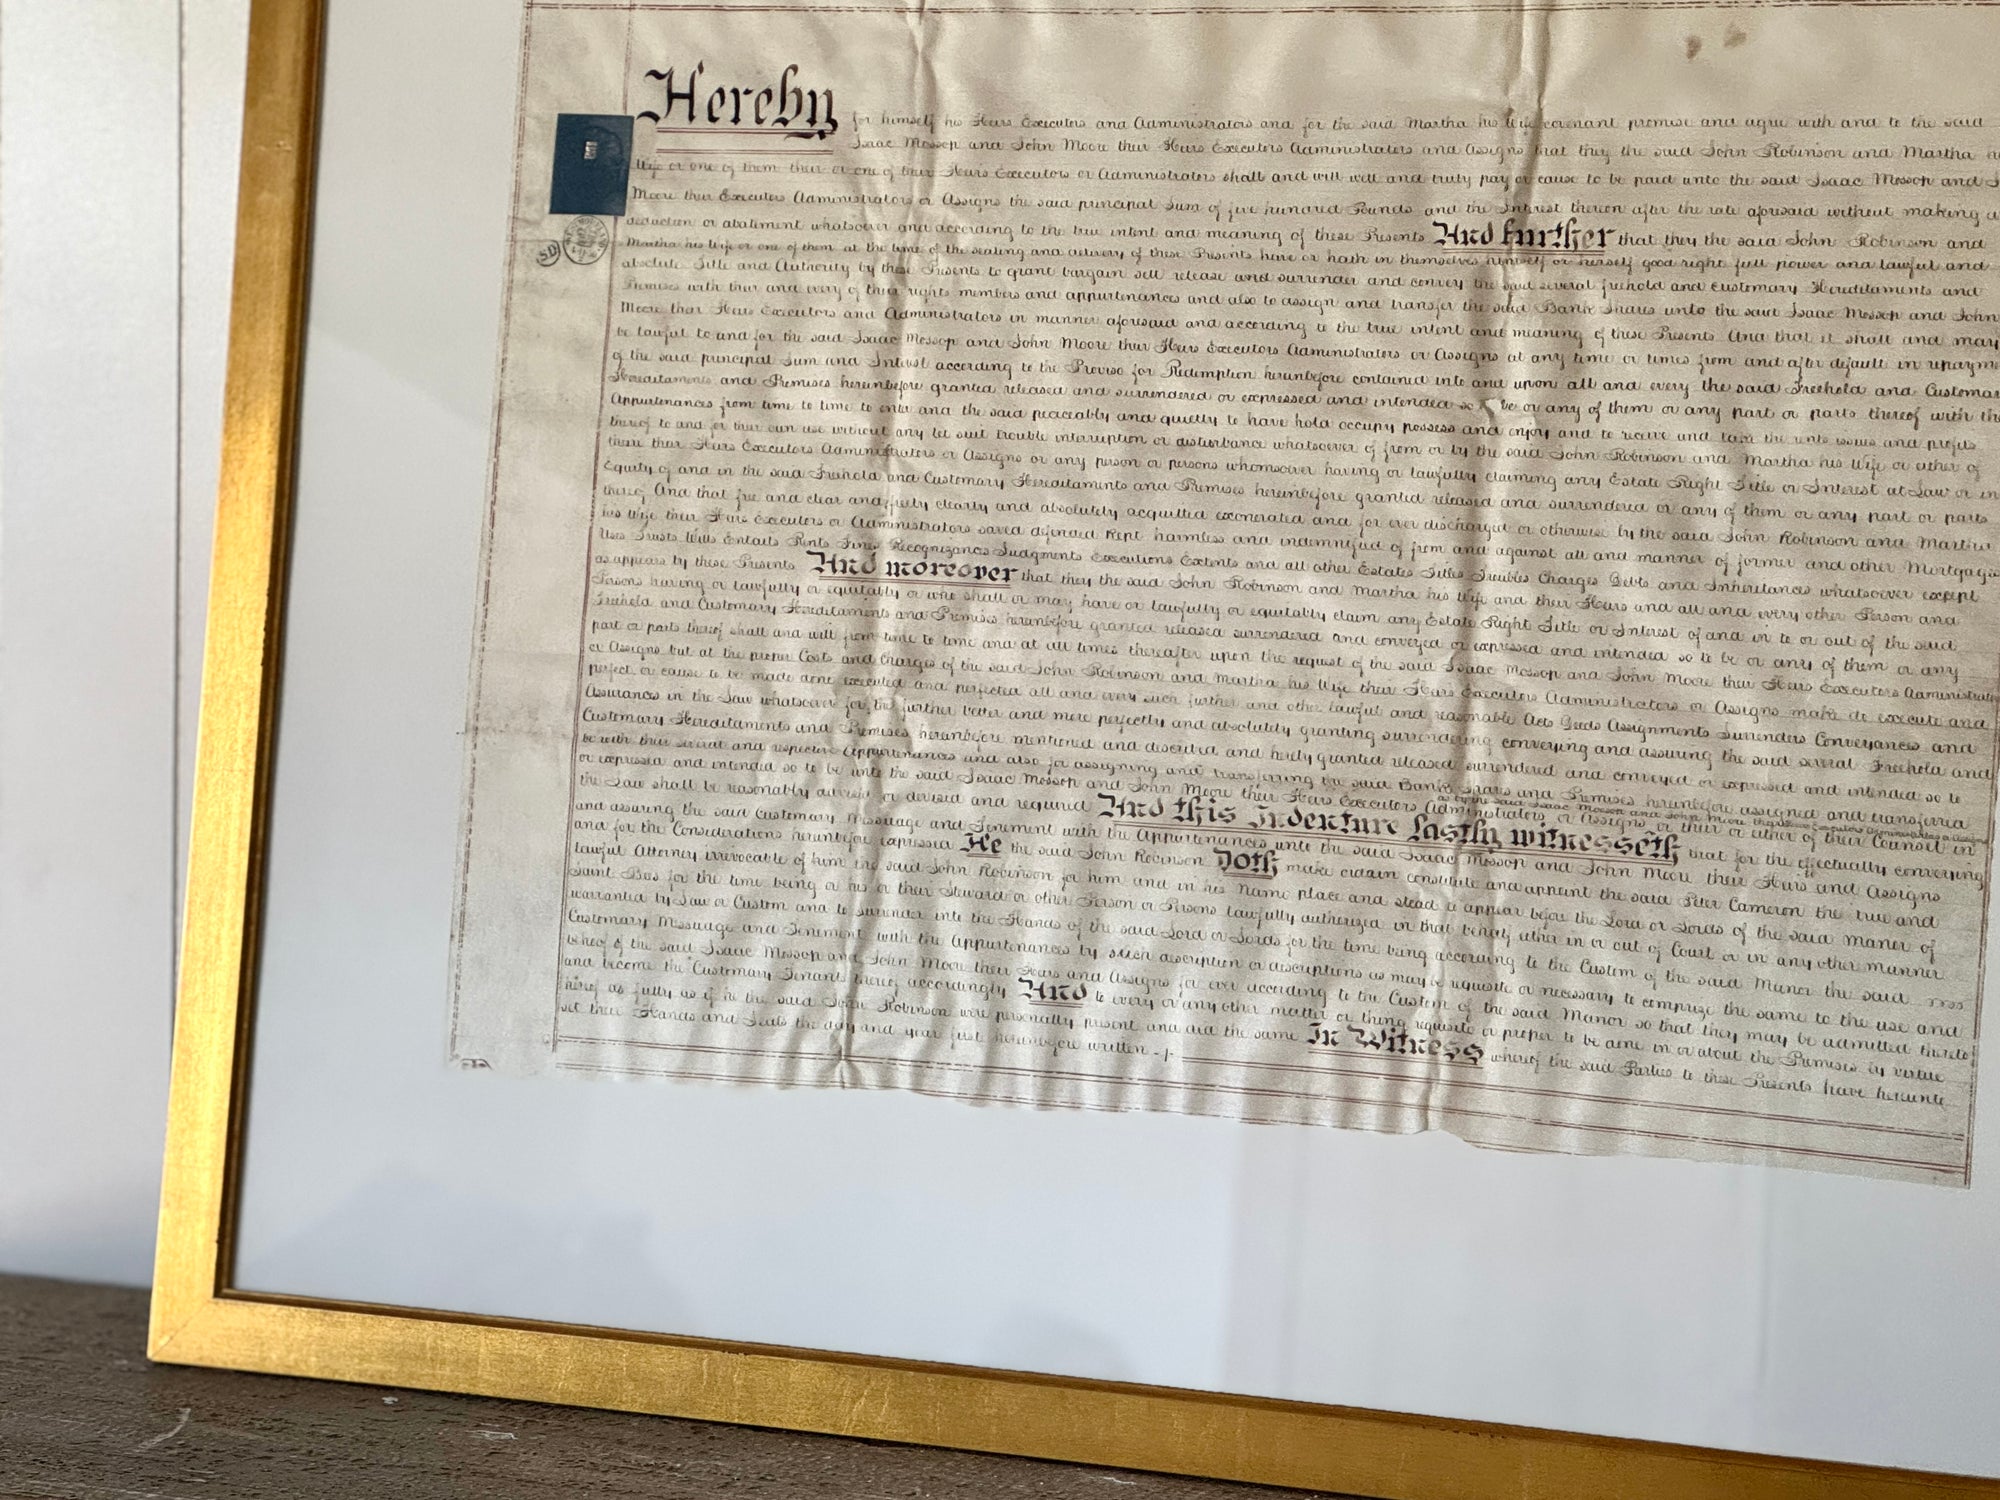 Hereby for himself his Heirs Executors and Administrators and for the said Martha his Wife covenant promise and agree with and to the said
Isaac Mossop and John Moore their Heirs Executors Administrators and Assigns that they the said John Robinson and Martha
Wife or one of them their or one of their Heirs Executors or Administrators shall and will well and truly pay or cause to be paid unto the said Isaac Mossop and
Moore their Executors Administrators or Assigns the said principal Sum of five hundred Pounds and the Interest thereon after the rate aforesaid without making
deduction or abatement whatsoever and according to the true intent and meaning of these Presents And further that they the said John Robinson and
Martha his Wife or one of them at the time of the sealing and delivery of these Presents have or hath in themselves himself or herself good right full power and lawful and
absolute Title and Authority by these Presents to grant bargain sell release and surrender and convey the said several freehold and customary Hereditaments and
Premises with their and every of their rights members and appurtenances and also to assign and transfer the said Bank Shares unto the said Isaac Mossop and John
Moore their Heirs Executors and Administrators in manner aforesaid and according to the true intent and meaning of these Presents And that it shall and may
be lawful to and for the said Isaac Mossop and John Moore their Heirs Executors Administrators or Assigns at any time or times from and after default in
of the said principal Sum and Interest according to the Proviso for Redemption hereinbefore contained into and upon all and every the said Freehold and
Hereditaments and Premises hereinbefore granted released and surrendered or expressed and intended so be or any of them or any part or parts thereof with
Appurtenances from time to time to enter and the said peaceably and quietly to have hold occupy possess and enjoy and to receive and take the rents issues and profits
thereof to and for their own use without any let suit trouble interruption or disturbance whatsoever of from or by the said John Robinson and Martha his Wife or either of
them their Heirs Executors Administrators or Assigns or any person or persons whomsoever having or lawfully claiming any Estate Right Title or Interest at Law or in
Equity of and in the said Freehold and Customary Hereditaments and Premises hereinbefore granted released and surrendered or any of them or any part or parts
thereof And that free and clear and freely clearly and absolutely acquitted exonerated and for ever discharged or otherwise by the said John Robinson and Martha
his Wife their Heirs Executors or Administrators saved defended kept harmless and indemnified of from and against all and manner of former and other
Uses Trusts Wills Entails Rents Fines Recognizances Judgments Executions Extents and all other Estates Titles Troubles Charges Debts and Inheritances whatsoever except
as appears by these Presents And moreover that they the said John Robinson and Martha his Wife and their Heirs and all and every other Person and
Persons having or lawfully or equitably or who shall or may have or lawfully or equitably claim any Estate Right Title or Interest of and in to or out of the said
Freehold and Customary Hereditaments and Premises hereinbefore granted released surrendered and conveyed or expressed and intended so to be or any of them or any
part or parts thereof shall and will from time to time and at all times thereafter upon the request of the said Isaac Mossop and John Moore their Heirs Executors
or Assigns but at the proper Costs and Charges of the said John Robinson and Martha his Wife their Heirs Executors Administrators or Assigns make do execute and
perfect or cause to be made done executed and perfected all and every such further and other lawful and reasonable Acts Deeds Assignments Surrenders Conveyances and
Assurances in the Law whatsoever for the further better and more perfectly and absolutely granting surrendering conveying and assuring the said several Freehold and
Customary Hereditaments and Premises hereinbefore mentioned and described and hereby granted released surrendered and conveyed or expressed and intended so to
be with their several and respective Appurtenances and also for assigning and transferring the said Bank Shares and Premises hereinbefore assigned and
or expressed and intended so to be unto the said Isaac Mossop and John Moore their Heirs Executors Administrators or Assigns
as by the said Isaac Mossop and John Moore
or their or either of their Counsel in
the Law shall be reasonably advised or devised and required And this Indenture lastly witnesseth that for the effectually conveying
and assuring the said Customary Messuage and Tenement with the Appurtenances unto the said Isaac Mossop and John Moore their Heirs and Assigns
and for the Considerations hereinbefore expressed He the said John Robinson Doth make ordain constitute and appoint the said Peter Cameron the true and
lawful Attorney irrevocable of him the said John Robinson for him and in his Name place and stead to appear before the Lord or Lords of the said Manor of
Saint Bees for the time being or his or their Steward or other Person or Persons lawfully authorized in that behalf either in or out of Court or in any other manner
warranted by Law or Custom and to surrender into the Hands of the said Lord or Lords for the time being according to the Custom of the said Manor the said
Customary Messuage and Tenement with the Appurtenances by such description or descriptions as may be requisite or necessary to comprize the same to the use and
behoof of the said Isaac Mossop and John Moore their Heirs and Assigns for ever according to the Custom of the said Manor so that they may be admitted thereto
and become the Customary Tenant thereof accordingly And to every or any other matter or thing requisite or proper to be done in or about the Premises by virtue
hereof as fully as if he the said John Robinson were personally present and did the same In Witness whereof the said Parties to these Presents have hereunto
set their Hands and Seals the day and year first hereinbefore written